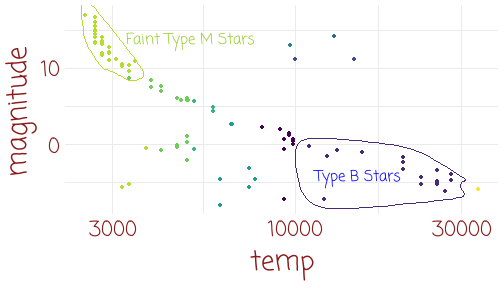 Faint Type M Stars
10
0
magnitude
Type B Stars
3000
10000
30000
temp